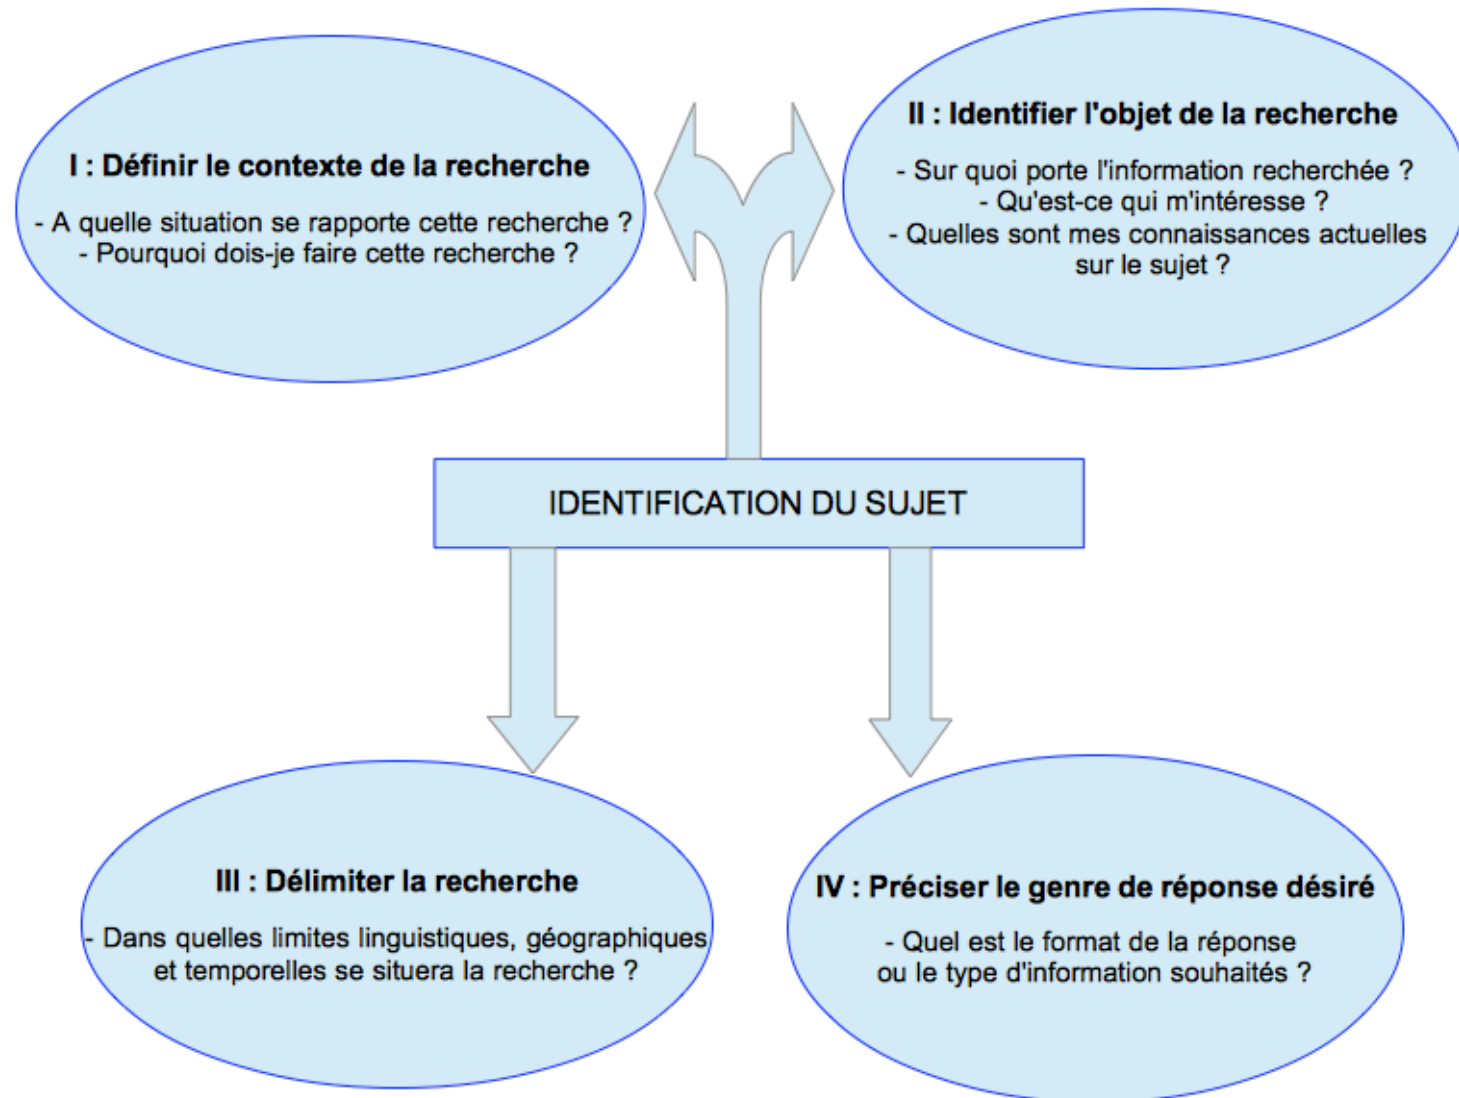 I : Définir le contexte de la recherche
- A quelle situation se rapporte cette recherche ?
- Pourquoi dois-je faire cette recherche ?
II : Identifier l'objet de la recherche
- Sur quoi porte l'information recherchée ?
- Qu'est-ce qui m'intéresse ?
- Quelles sont mes connaissances actuelles
sur le sujet ?
IDENTIFICATION DU SUJET
III : Délimiter la recherche
- Dans quelles limites linguistiques, géographiques
et temporelles se situera la recherche ?
IV : Préciser le genre de réponse désiré
- Quel est le format de la réponse
ou le type d'information souhaités ?